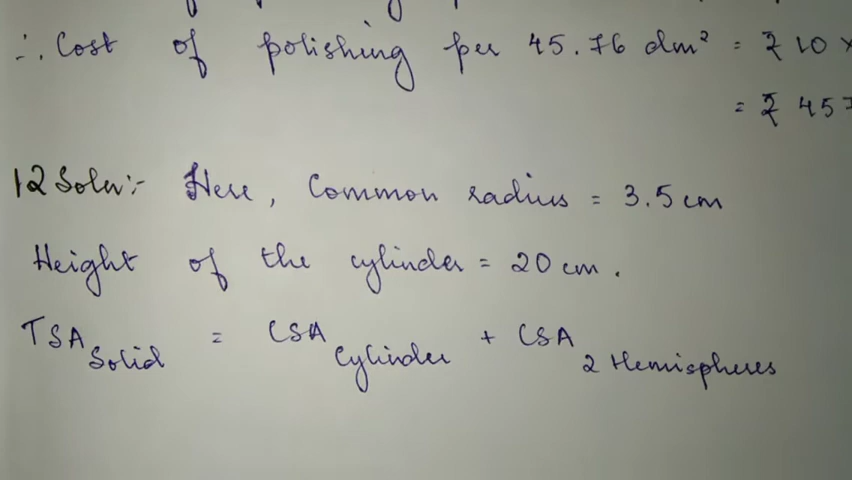 ∴ Cost of polishing per 45.76 dm² = ₹ 10 ×
= ₹ 457
12 Soln:- Here, Common radius = 3.5 cm
Height of the cylinder = 20 cm.
TSA Solid = CSA Cylinder + CSA 2 Hemispheres